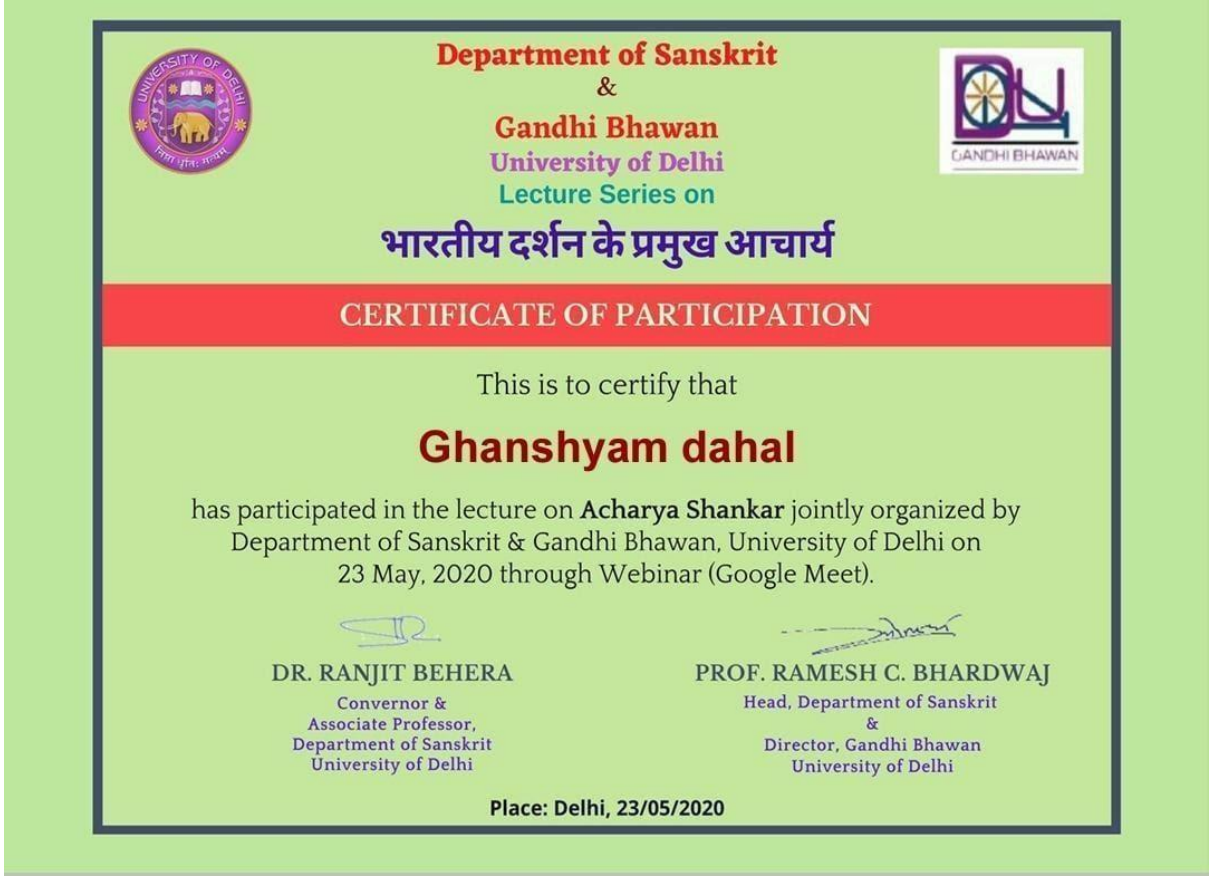 UNIVERSITY OF DELHI
Department of Sanskrit
&
Gandhi Bhawan
University of Delhi
Lecture Series on
भारतीय दर्शन के प्रमुख आचार्य
GANDHI BHAWAN
CERTIFICATE OF PARTICIPATION
This is to certify that
Ghanshyam dahal
has participated in the lecture on Acharya Shankar jointly organized by
Department of Sanskrit & Gandhi Bhawan, University of Delhi on
23 May, 2020 through Webinar (Google Meet).
DR. RANJIT BEHERA
Convernor &
Associate Professor,
Department of Sanskrit
University of Delhi
PROF. RAMESH C. BHARDWAJ
Head, Department of Sanskrit
&
Director, Gandhi Bhawan
University of Delhi
Place: Delhi, 23/05/2020